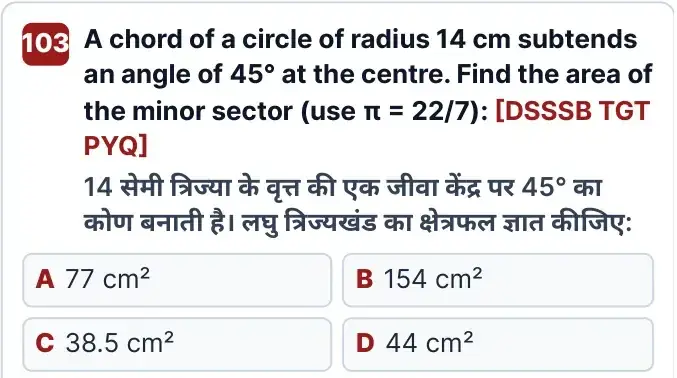 103 A chord of a circle of radius 14 cm subtends
an angle of 45° at the centre. Find the area of
the minor sector (use π = 22/7): [DSSSB TGT
PYQ]
14 सेमी त्रिज्या के वृत्त की एक जीवा केंद्र पर 45° का
कोण बनाती है। लघु त्रिज्यखंड का क्षेत्रफल ज्ञात कीजिए:
A 77 cm² B 154 cm²
C 38.5 cm² D 44 cm²